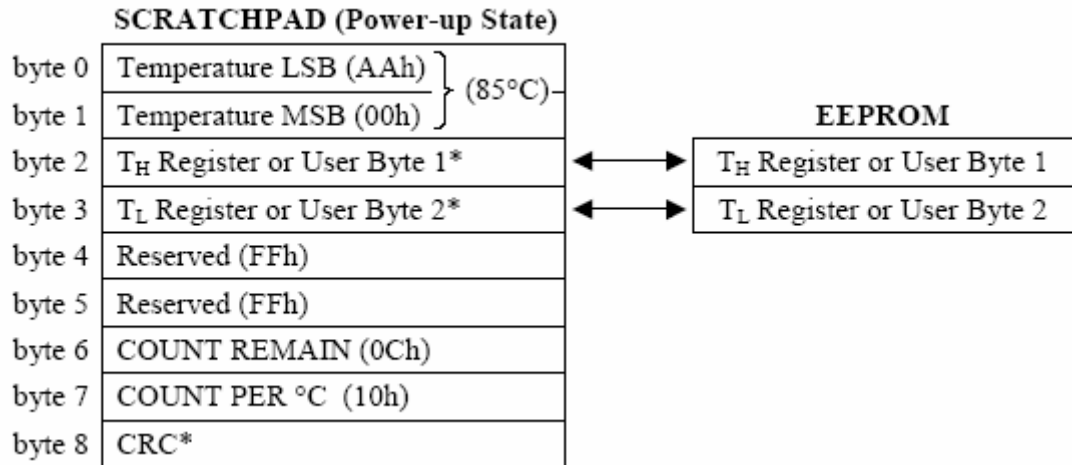 SCRATCHPAD (Power-up State)
byte 0 Temperature LSB (AAh)
(85°C)
byte 1 Temperature MSB (00h)
EEPROM
byte 2 TH Register or User Byte 1* TH Register or User Byte 1
byte 3 TL Register or User Byte 2* TL Register or User Byte 2
byte 4 Reserved (FFh)
byte 5 Reserved (FFh)
byte 6 COUNT REMAIN (0Ch)
byte 7 COUNT PER °C (10h)
byte 8 CRC*